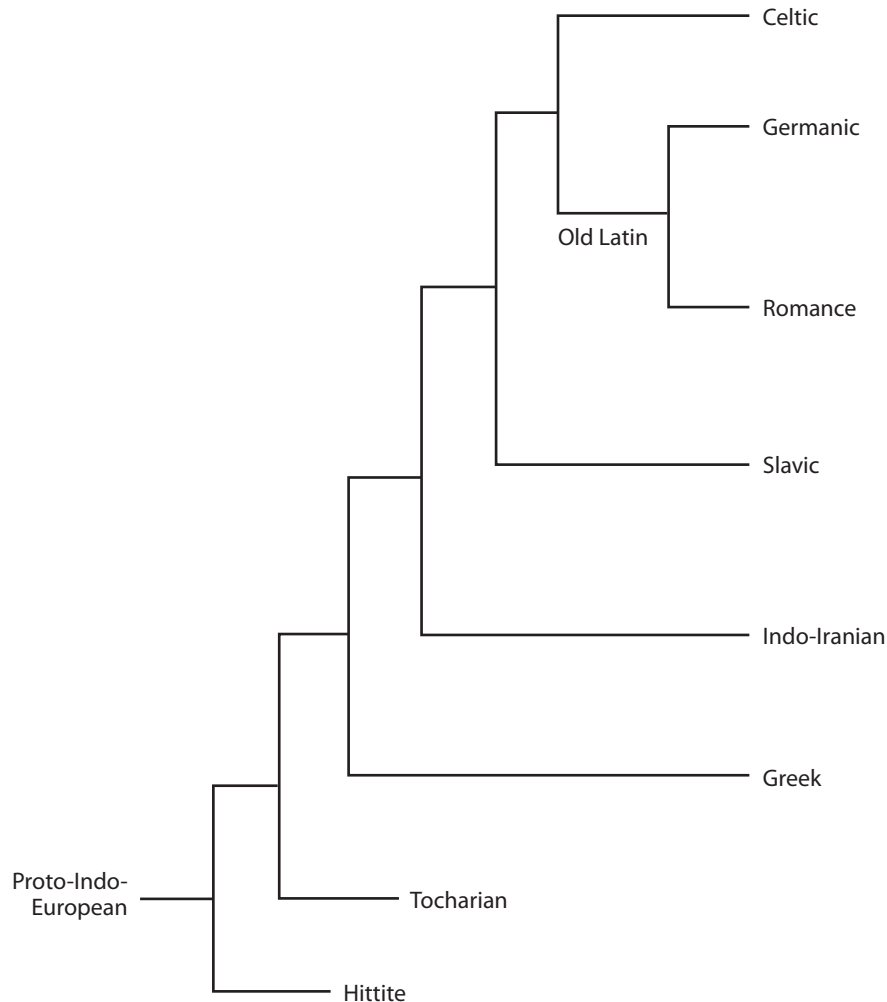 Celtic
Germanic
Old Latin
Romance
Slavic
Indo-Iranian
Greek
Proto-Indo-
European
Tocharian
Hittite